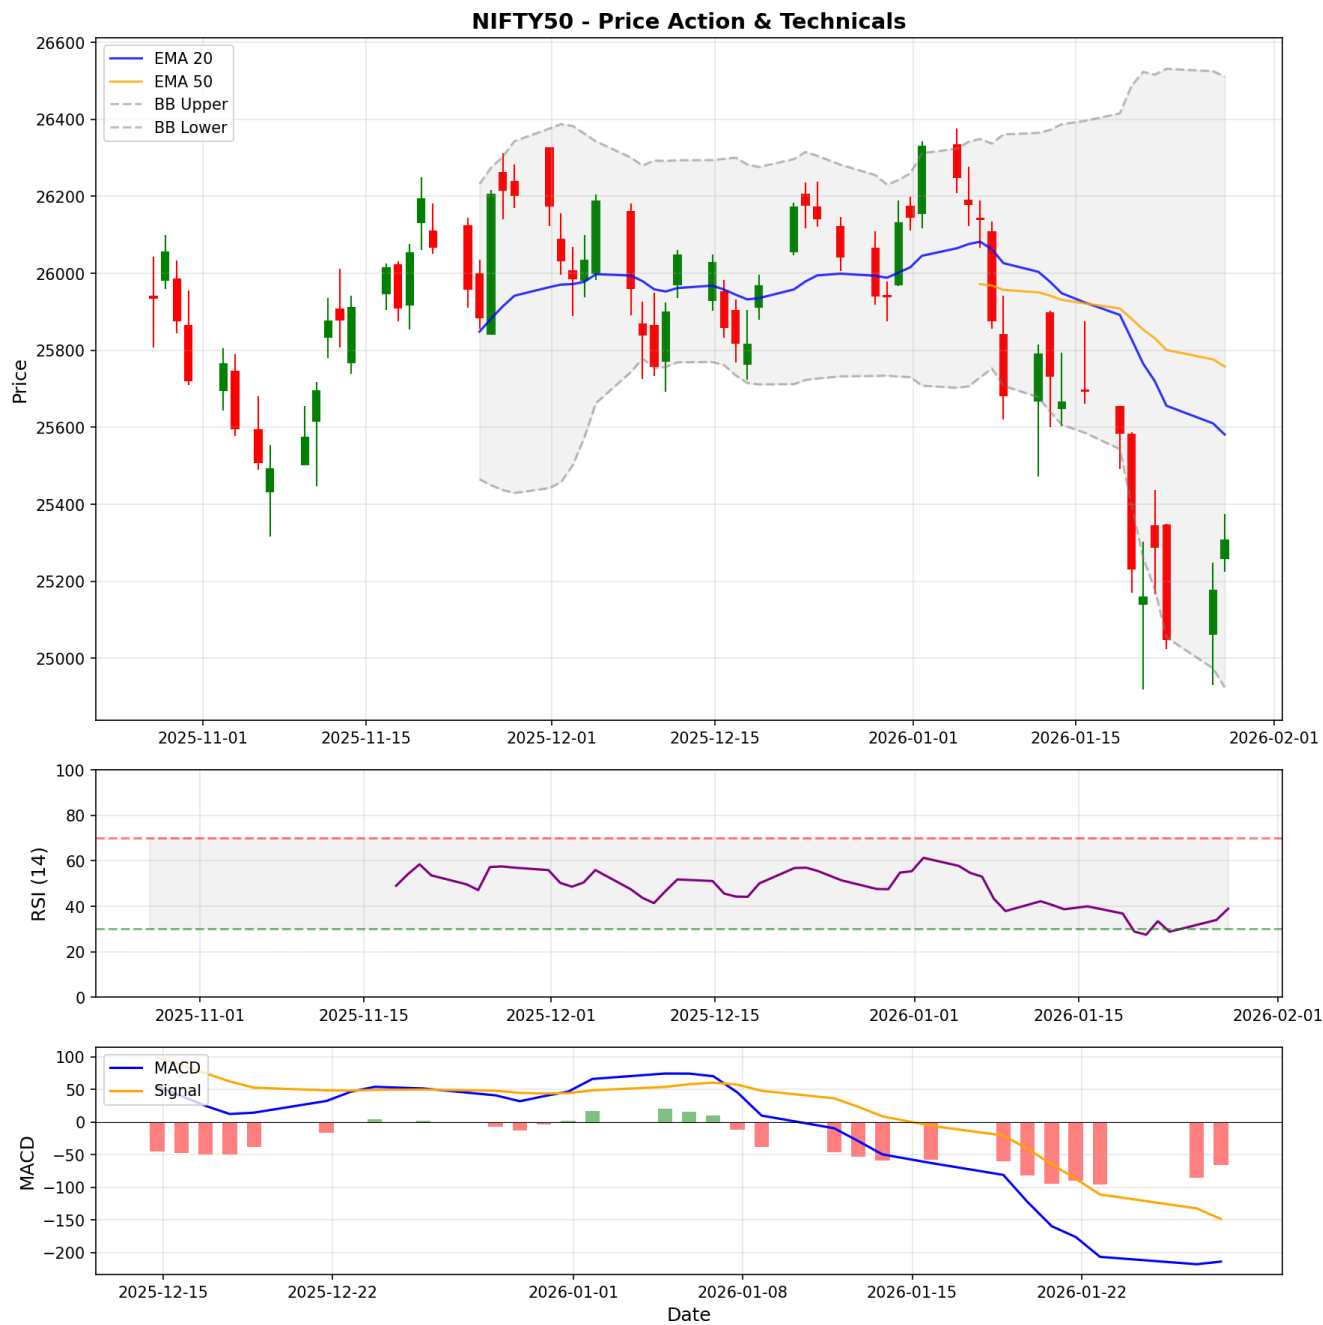 NIFTY50 - Price Action & Technicals
Price
26600
26400
26200
26000
25800
25600
25400
25200
25000
EMA 20
EMA 50
BB Upper
BB Lower
2025-11-01 2025-11-15 2025-12-01 2025-12-15 2026-01-01 2026-01-15 2026-02-01
RSI (14)
100
80
60
40
20
0
2025-11-01 2025-11-15 2025-12-01 2025-12-15 2026-01-01 2026-01-15 2026-02-01
MACD
100
50
0
−50
−100
−150
−200
MACD
Signal
2025-12-15 2025-12-22 2026-01-01 2026-01-08 2026-01-15 2026-01-22
Date